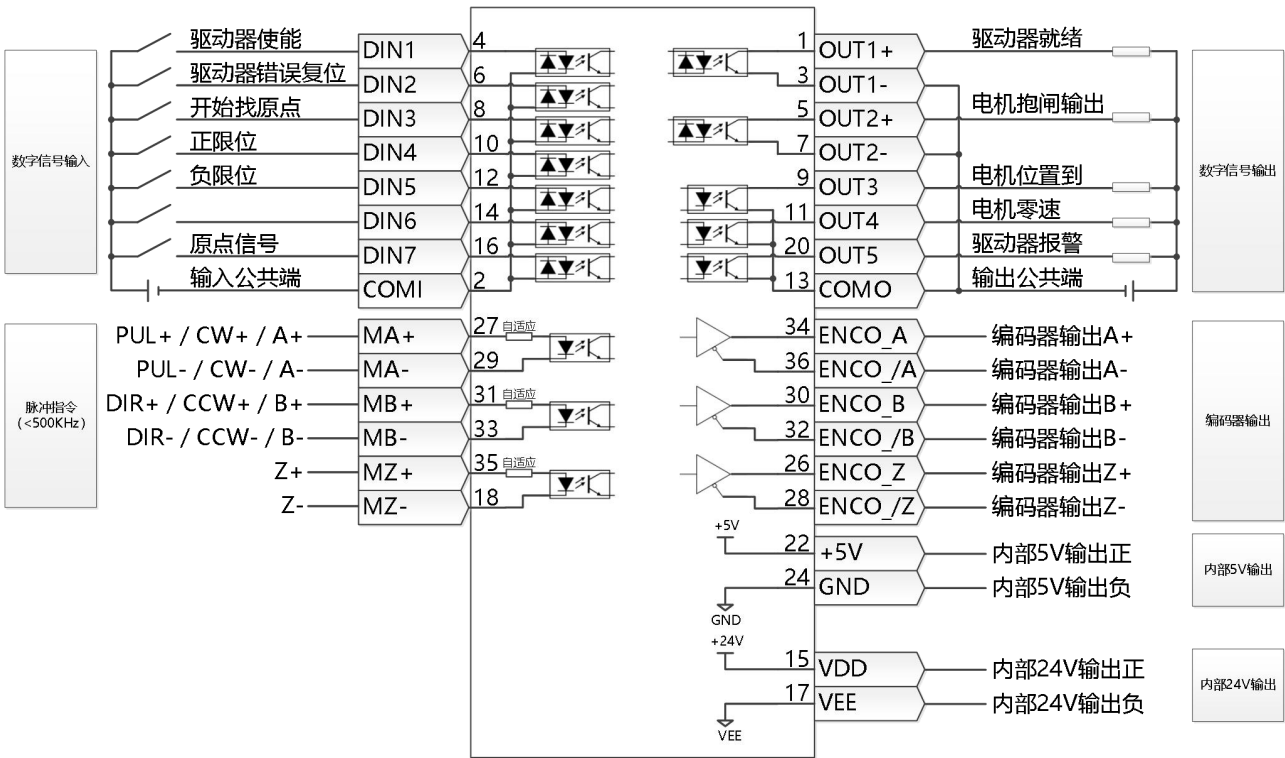 数字信号输入
驱动器使能 DIN1 4
驱动器错误复位 DIN2 6
开始找原点 DIN3 8
正限位 DIN4 10
负限位 DIN5 12
DIN6 14
原点信号 DIN7 16
输入公共端 COMI 2
脉冲指令
(<500KHz)
PUL+ / CW+ / A+ MA+ 27 自适应
PUL- / CW- / A- MA- 29
DIR+ / CCW+ / B+ MB+ 31 自适应
DIR- / CCW- / B- MB- 33
Z+ MZ+ 35 自适应
Z- MZ- 18
1 OUT1+ 驱动器就绪
3 OUT1-
5 OUT2+ 电机抱闸输出
7 OUT2-
9 OUT3 电机位置到
11 OUT4 电机零速
20 OUT5 驱动器报警
13 COMO 输出公共端
数字信号输出
34 ENCO_A 编码器输出A+
36 ENCO_/A 编码器输出A-
30 ENCO_B 编码器输出B+
32 ENCO_/B 编码器输出B-
26 ENCO_Z 编码器输出Z+
28 ENCO_/Z 编码器输出Z-
编码器输出
+5V
22 +5V 内部5V输出正
24 GND 内部5V输出负
GND
内部5V输出
+24V
15 VDD 内部24V输出正
17 VEE 内部24V输出负
VEE
内部24V输出